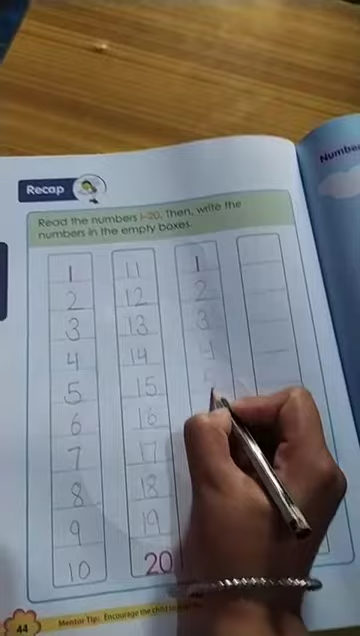 Recap
Number
Read the numbers 1-20. Then, write the
numbers in the empty boxes.
1 11 1
2 12 2
3 13 3
4 14 4
5 15 5
6 16
7 17
8 18
9 19
10 20
44 Mentor Tip: Encourage the child to